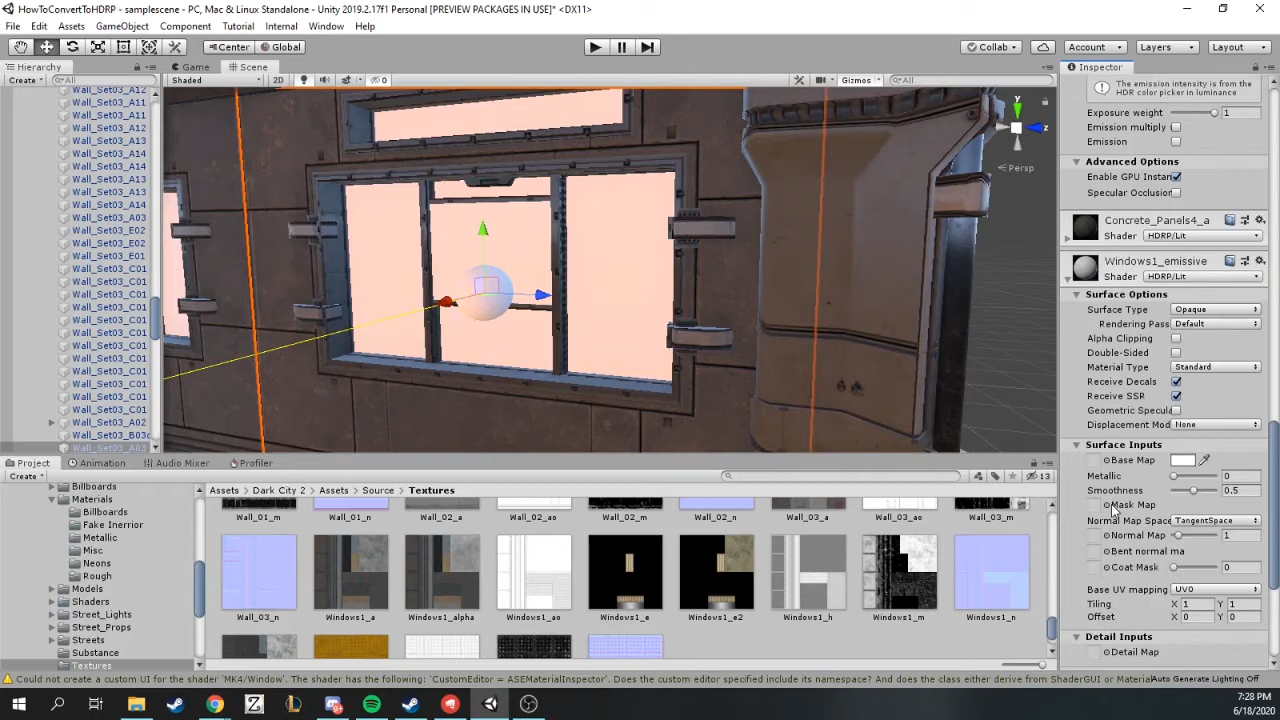 HowToConvertToHDRP - samplescene - PC, Mac & Linux Standalone - Unity 2019.2.17f1 Personal [PREVIEW PACKAGES IN USE]* <DX11>
File Edit Assets GameObject Component Tutorial Internal Window Help
Center Global Collab Account Layers Layout
Hierarchy Game Scene Inspector
Create All Shaded 2D 0 Gizmos All
Wall_Set03_A12
Wall_Set03_A11
Wall_Set03_A12
Wall_Set03_A13
Wall_Set03_A14
Wall_Set03_A14
Wall_Set03_A13
Wall_Set03_A13
Wall_Set03_A14
Wall_Set03_A03
Wall_Set03_E02
Wall_Set03_E02
Wall_Set03_E01
Wall_Set03_C01
Wall_Set03_C01
Wall_Set03_C01
Wall_Set03_C01
Wall_Set03_C01
Wall_Set03_C01
Wall_Set03_C01
Wall_Set03_C01
Wall_Set03_C01
Wall_Set03_C01
Wall_Set03_C01
Wall_Set03_A02
Wall_Set03_B03
Wall_Set03_A03
y
z
Persp
The emission intensity is from the
HDR color picker in luminance
Exposure weight 1
Emission multiply
Emission
Advanced Options
Enable GPU Instan
Specular Occlusion
Concrete_Panels4_a
Shader HDRP/Lit
Windows1_emissive
Shader HDRP/Lit
Surface Options
Surface Type Opaque
Rendering Pass Default
Alpha Clipping
Double-Sided
Material Type Standard
Receive Decals
Receive SSR
Geometric Specula
Displacement Mod None
Surface Inputs
Base Map
Metallic 0
Smoothness 0.5
Mask Map
Normal Map Space TangentSpace
Normal Map 1
Bent normal ma
Coat Mask 0
Base UV mapping UV0
Tiling X 1 Y 1
Offset X 0 Y 0
Detail Inputs
Detail Map
Project Animation Audio Mixer Profiler
Create 13
Billboards
Materials
Billboards
Fake Inerrior
Metallic
Misc
Neons
Rough
Models
Shaders
Street_Lights
Street_Props
Streets
Substance
Textures
Assets Dark City 2 Assets Source Textures
Wall_01_m Wall_01_n Wall_02_a Wall_02_ao Wall_02_m Wall_02_n Wall_03_a Wall_03_ao Wall_03_m
Wall_03_n Windows1_a Windows1_alpha Windows1_ao Windows1_e Windows1_e2 Windows1_h Windows1_m Windows1_n
Could not create a custom UI for the shader 'MK4/Window'. The shader has the following: 'CustomEditor = ASEMaterialInspector'. Does the custom editor specified include its namespace? And does the class either derive from ShaderGUI or Material
Auto Generate Lighting Off
7:28 PM
6/18/2020